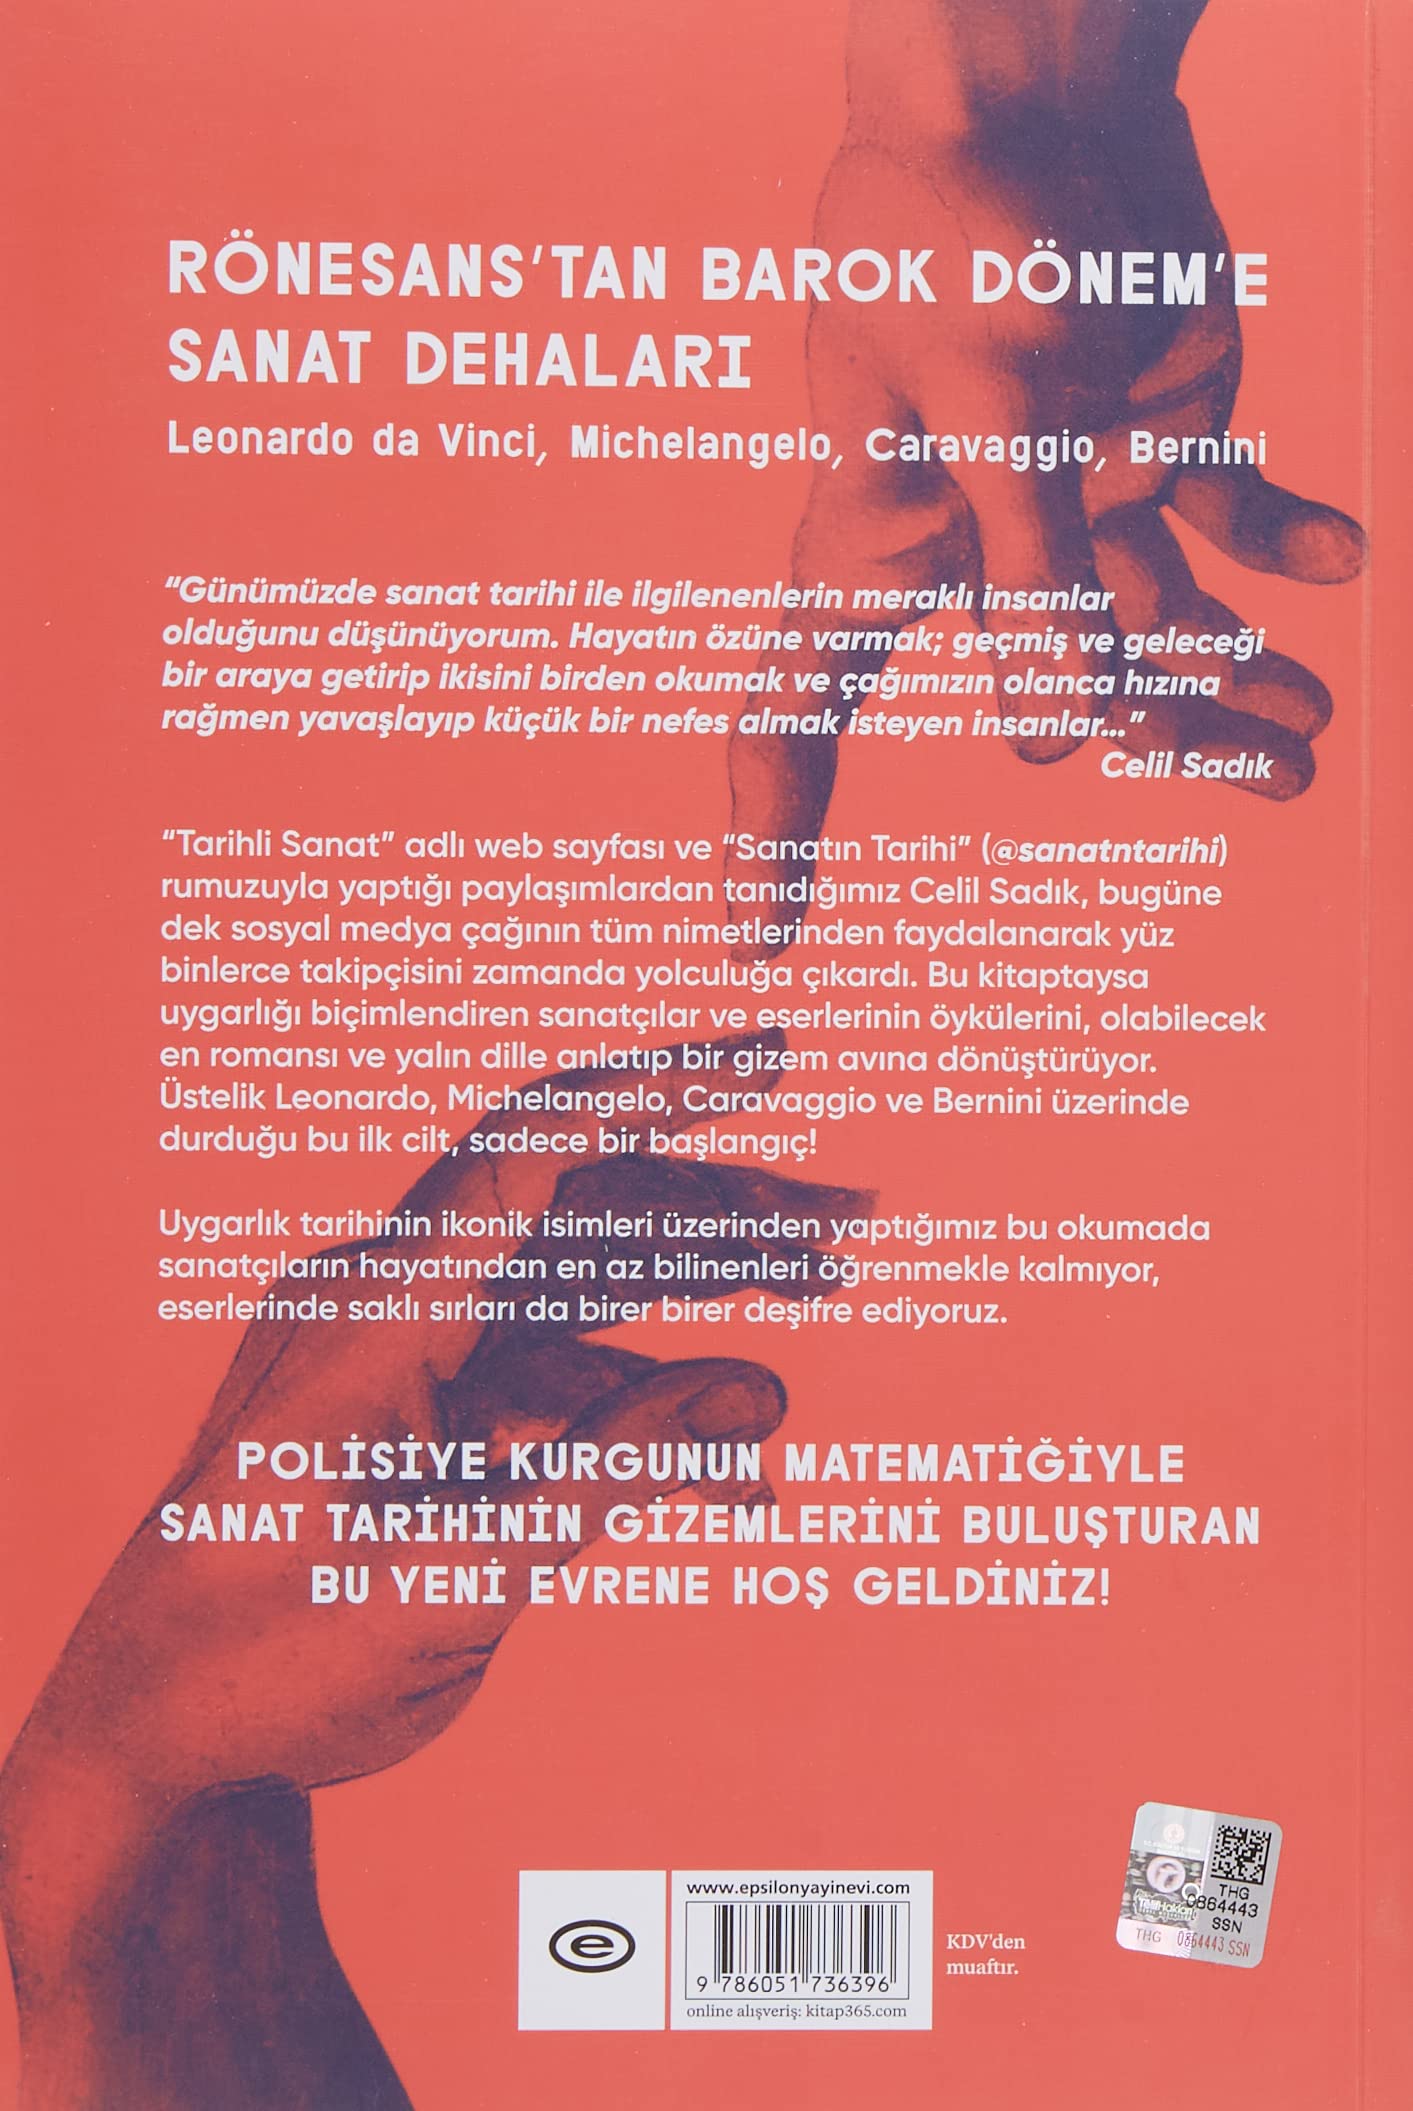 RÖNESANS'TAN BAROK DÖNEM'E
SANAT DEHALARI
Leonardo da Vinci, Michelangelo, Caravaggio, Bernini
“Günümüzde sanat tarihi ile ilgilenenlerin meraklı insanlar
olduğunu düşünüyorum. Hayatın özüne varmak; geçmiş ve geleceği
bir araya getirip ikisini birden okumak ve çağımızın olanca hızına
rağmen yavaşlayıp küçük bir nefes almak isteyen insanlar...”
Celil Sadık
“Tarihli Sanat” adlı web sayfası ve “Sanatın Tarihi” (@sanatntarihi)
rumuzuyla yaptığı paylaşımlardan tanıdığımız Celil Sadık, bugüne
dek sosyal medya çağının tüm nimetlerinden faydalanarak yüz
binlerce takipçisini zamanda yolculuğa çıkardı. Bu kitaptaysa
uygarlığı biçimlendiren sanatçılar ve eserlerinin öykülerini, olabilecek
en romansı ve yalın dille anlatıp bir gizem avına dönüştürüyor.
Üstelik Leonardo, Michelangelo, Caravaggio ve Bernini üzerinde
durduğu bu ilk cilt, sadece bir başlangıç!
Uygarlık tarihinin ikonik isimleri üzerinden yaptığımız bu okumada
sanatçıların hayatından en az bilinenleri öğrenmekle kalmıyor,
eserlerinde saklı sırları da birer birer deşifre ediyoruz.
POLİSİYE KURGUNUN MATEMATİĞİYLE
SANAT TARİHİNİN GİZEMLERİNİ BULUŞTURAN
BU YENİ EVRENE HOŞ GELDİNİZ!
e
www.epsilonyayinevi.com
9 786051 736396
online alışveriş: kitap365.com
KDV'den
muaftır.
THG
0864443
SSN
THG 0864443 SSN